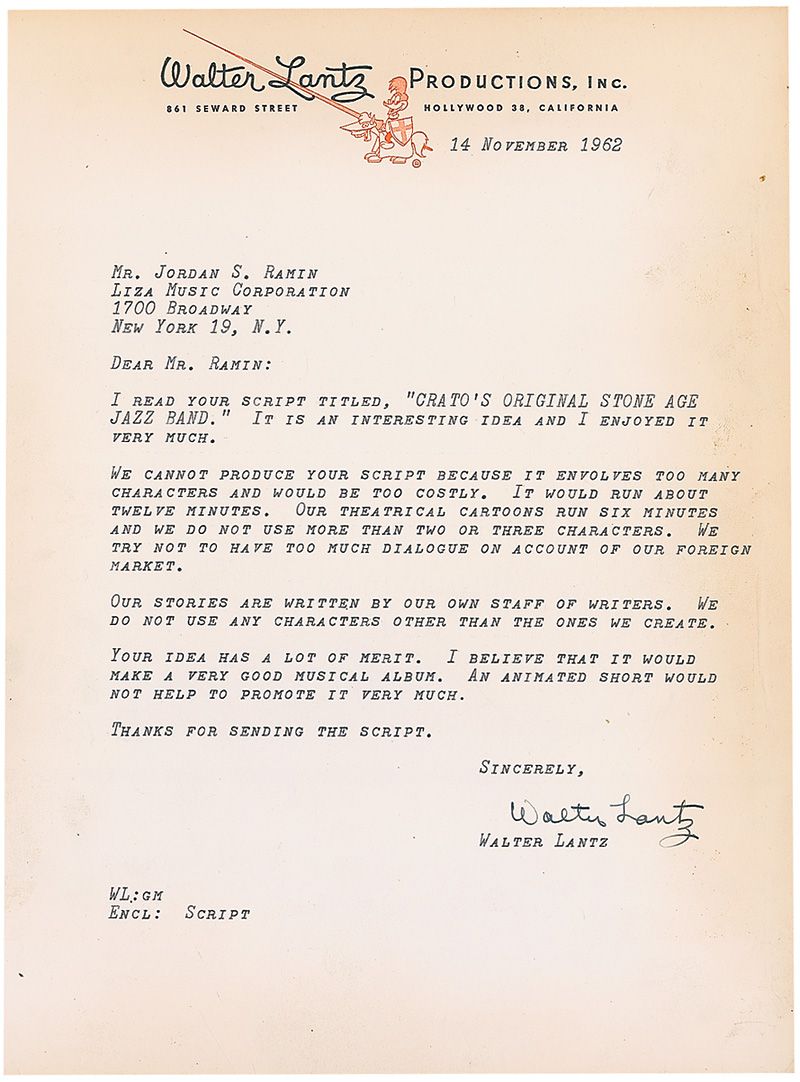 Walter Lantz PRODUCTIONS, INC.
861 SEWARD STREET HOLLYWOOD 38, CALIFORNIA
©
14 NOVEMBER 1962
MR. JORDAN S. RAMIN
LIZA MUSIC CORPORATION
1700 BROADWAY
NEW YORK 19, N.Y.
DEAR MR. RAMIN:
I READ YOUR SCRIPT TITLED, "CRATO'S ORIGINAL STONE AGE
JAZZ BAND." IT IS AN INTERESTING IDEA AND I ENJOYED IT
VERY MUCH.
WE CANNOT PRODUCE YOUR SCRIPT BECAUSE IT ENVOLVES TOO MANY
CHARACTERS AND WOULD BE TOO COSTLY. IT WOULD RUN ABOUT
TWELVE MINUTES. OUR THEATRICAL CARTOONS RUN SIX MINUTES
AND WE DO NOT USE MORE THAN TWO OR THREE CHARACTERS. WE
TRY NOT TO HAVE TOO MUCH DIALOGUE ON ACCOUNT OF OUR FOREIGN
MARKET.
OUR STORIES ARE WRITTEN BY OUR OWN STAFF OF WRITERS. WE
DO NOT USE ANY CHARACTERS OTHER THAN THE ONES WE CREATE.
YOUR IDEA HAS A LOT OF MERIT. I BELIEVE THAT IT WOULD
MAKE A VERY GOOD MUSICAL ALBUM. AN ANIMATED SHORT WOULD
NOT HELP TO PROMOTE IT VERY MUCH.
THANKS FOR SENDING THE SCRIPT.
SINCERELY,
Walter Lantz
WALTER LANTZ
WL:GM
ENCL: SCRIPT